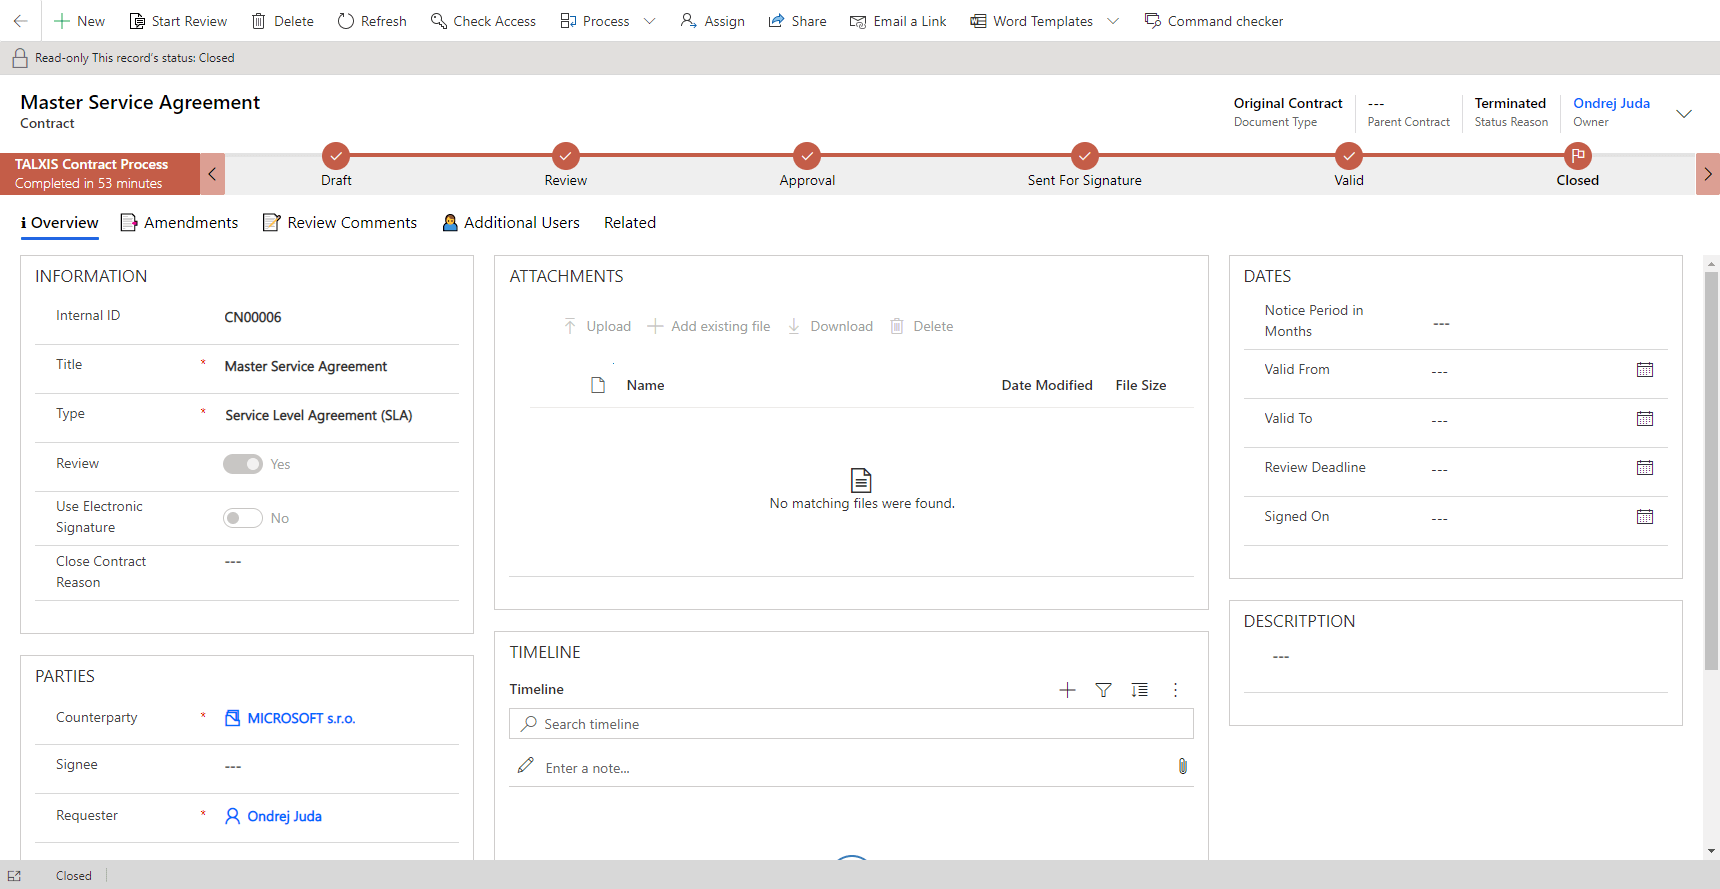 New Start Review Delete Refresh Check Access Process Assign Share Email a Link Word Templates Command checker
Read-only This record's status: Closed
Master Service Agreement
Contract
Original Contract
Document Type
---
Parent Contract
Terminated
Status Reason
Ondrej Juda
Owner
TALXIS Contract Process
Completed in 53 minutes
Draft Review Approval Sent For Signature Valid Closed
Overview Amendments Review Comments Additional Users Related
INFORMATION
Internal ID CN00006
Title * Master Service Agreement
Type * Service Level Agreement (SLA)
Review Yes
Use Electronic
Signature No
Close Contract
Reason ---
PARTIES
Counterparty * MICROSOFT s.r.o.
Signee ---
Requester * Ondrej Juda
ATTACHMENTS
Upload Add existing file Download Delete
Name Date Modified File Size
No matching files were found.
TIMELINE
Timeline
Search timeline
Enter a note...
DATES
Notice Period in
Months ---
Valid From ---
Valid To ---
Review Deadline ---
Signed On ---
DESCRITPTION
---
Closed